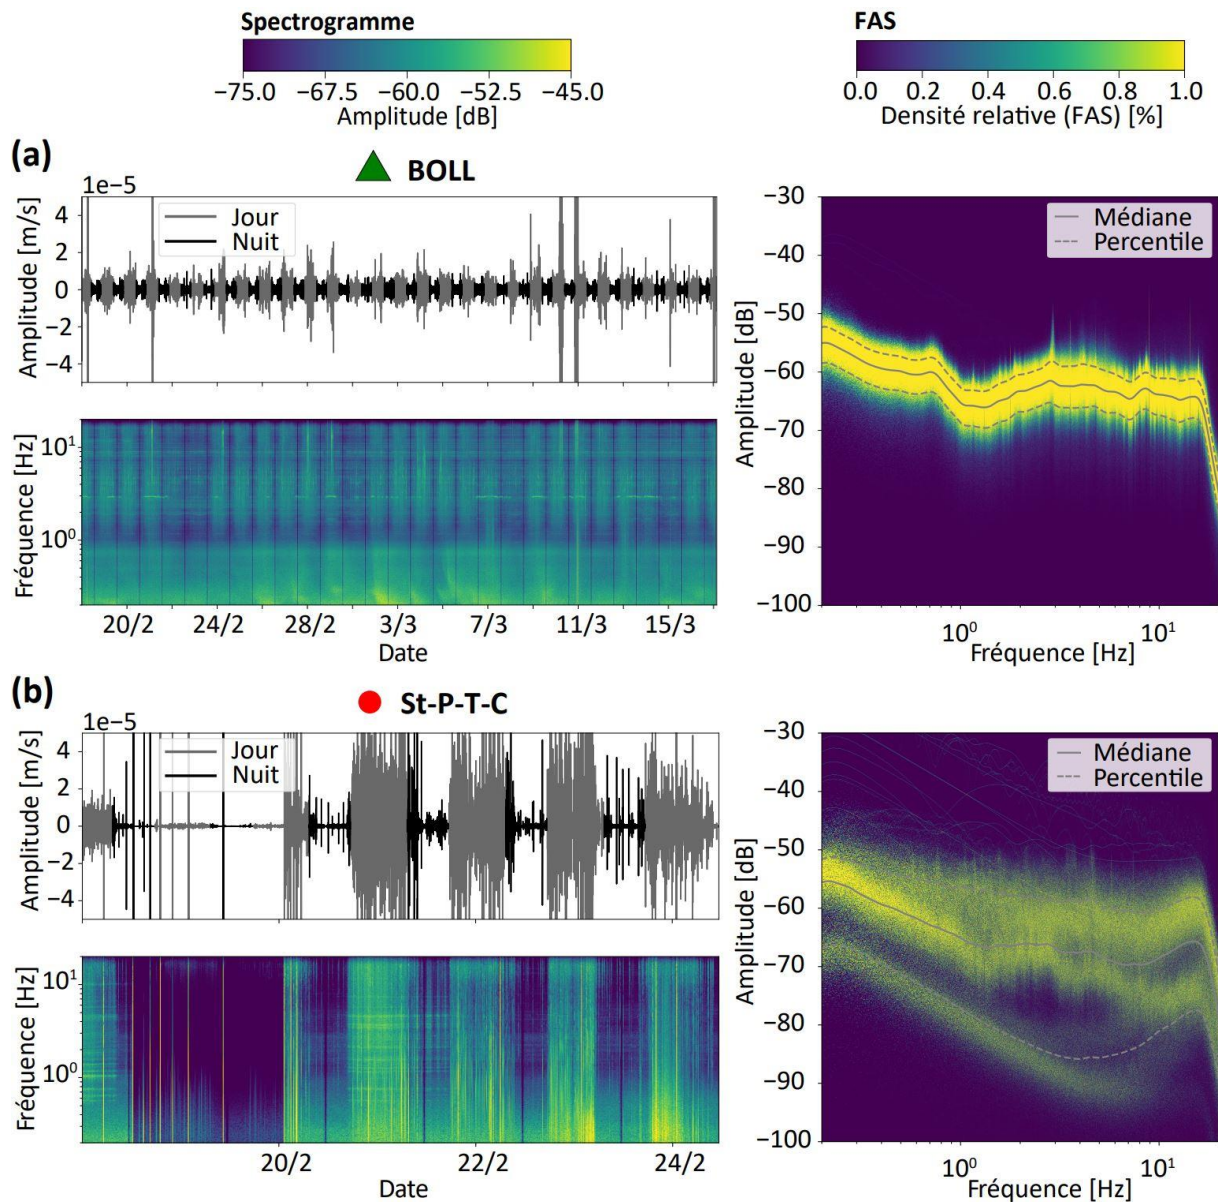 Spectrogramme
−75.0 −67.5 −60.0 −52.5 −45.0
Amplitude [dB]
FAS
0.0 0.2 0.4 0.6 0.8 1.0
Densité relative (FAS) [%]
(a)
BOLL
1e−5
Amplitude [m/s]
4
2
0
−2
−4
Jour
Nuit
Fréquence [Hz]
10¹
10⁰
20/2 24/2 28/2 3/3 7/3 11/3 15/3
Date
Amplitude [dB]
−30
−40
−50
−60
−70
−80
−90
−100
Médiane
Percentile
10⁰ 10¹
Fréquence [Hz]
(b)
St-P-T-C
1e−5
Amplitude [m/s]
4
2
0
−2
−4
Jour
Nuit
Fréquence [Hz]
10¹
10⁰
20/2 22/2 24/2
Date
Amplitude [dB]
−30
−40
−50
−60
−70
−80
−90
−100
Médiane
Percentile
10⁰ 10¹
Fréquence [Hz]